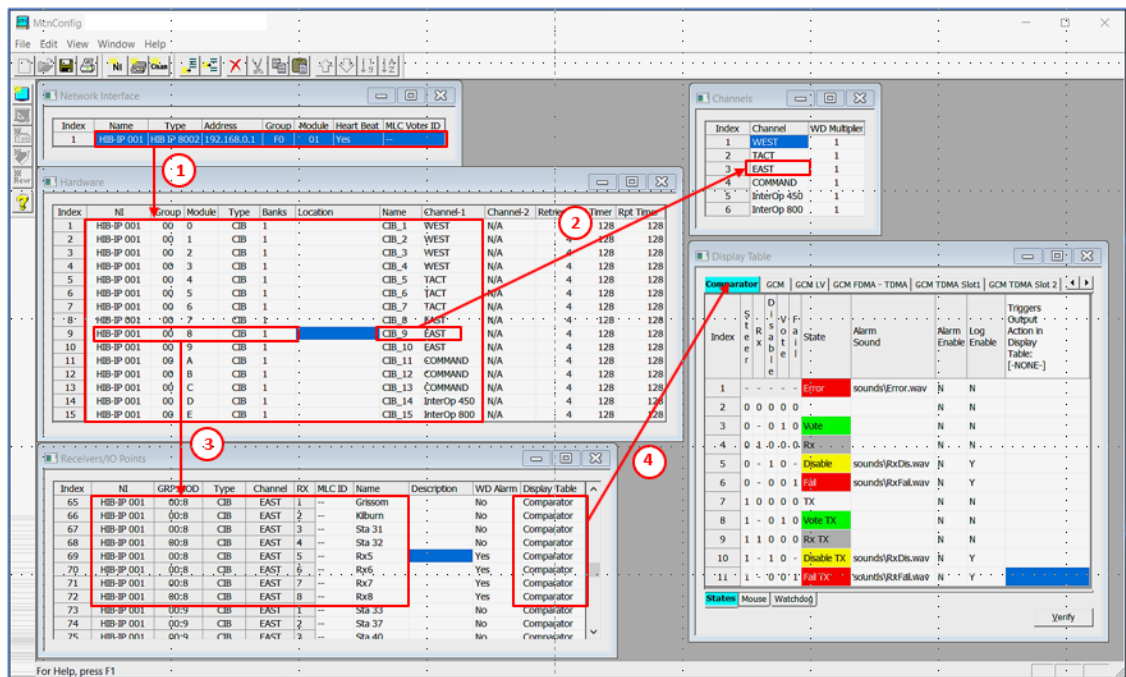 McnConfig
File Edit View Window Help
NI Chan
Network Interface
Index Name Type Address Group Module Heart Beat MLC Votes ID
1 HIB-IP 001 HIB IP 8002 192.168.0.1 F0 01 Yes --
1
Hardware
Index NI Group Module Type Banks Location Name Channel-1 Channel-2 Timer Rpt Timer
1 HIB-IP 001 00 0 CIB 1 CIB_1 WEST N/A 128 128
2 HIB-IP 001 00 1 CIB 1 CIB_2 WEST N/A 4 128 128
3 HIB-IP 001 00 2 CIB 1 CIB_3 WEST N/A 4 128 128
4 HIB-IP 001 00 3 CIB 1 CIB_4 WEST N/A 4 128 128
5 HIB-IP 001 00 4 CIB 1 CIB_5 TACT N/A 4 128 128
6 HIB-IP 001 00 5 CIB 1 CIB_6 TACT N/A 4 128 128
7 HIB-IP 001 00 6 CIB 1 CIB_7 TACT N/A 4 128 128
8 HIB-IP 001 00 7 CIB 1 CIB_8 EAST N/A 4 128 128
9 HIB-IP 001 00 8 CIB 1 CIB_9 EAST N/A 4 128 128
10 HIB-IP 001 00 9 CIB 1 CIB_10 EAST N/A 4 128 128
11 HIB-IP 001 00 A CIB 1 CIB_11 COMMAND N/A 4 128 128
12 HIB-IP 001 00 B CIB 1 CIB_12 COMMAND N/A 4 128 128
13 HIB-IP 001 00 C CIB 1 CIB_13 COMMAND N/A 4 128 128
14 HIB-IP 001 00 D CIB 1 CIB_14 InterOp 450 N/A 4 128 128
15 HIB-IP 001 00 E CIB 1 CIB_15 InterOp 800 N/A 4 128 128
2
3
4
Receivers/IO Points
Index NI GRP:MOD Type Channel RX MLC ID Name Description WD Alarm Display Table
65 HIB-IP 001 00:8 CIB EAST 1 -- Grissom No Comparator
66 HIB-IP 001 00:8 CIB EAST 2 -- Kilburn No Comparator
67 HIB-IP 001 00:8 CIB EAST 3 -- Sta 31 No Comparator
68 HIB-IP 001 00:8 CIB EAST 4 -- Sta 32 No Comparator
69 HIB-IP 001 00:8 CIB EAST 5 -- Rx5 Yes Comparator
70 HIB-IP 001 00:8 CIB EAST 6 -- Rx6 Yes Comparator
71 HIB-IP 001 00:8 CIB EAST 7 -- Rx7 Yes Comparator
72 HIB-IP 001 00:8 CIB EAST 8 -- Rx8 Yes Comparator
73 HIB-IP 001 00:9 CIB EAST 1 -- Sta 33 No Comparator
74 HIB-IP 001 00:9 CIB EAST 2 -- Sta 37 No Comparator
75 HIB-IP 001 00:9 CIB EAST 3 -- Sta 40 No Comparator
Channels
Index Channel WD Multiplier
1 WEST 1
2 TACT 1
3 EAST 1
4 COMMAND 1
5 InterOp 450 1
6 InterOp 800 1
Display Table
Comparator GCM GCM LV GCM FDMA - TDMA GCM TDMA Slot1 GCM TDMA Slot 2
Index Steer Rx Disable Vote Fail State Alarm Sound Alarm Enable Log Enable Triggers Output Action in Display Table: [-NONE-]
1 - - - - - Error sounds\Error.wav N N
2 0 0 0 0 0 N N
3 0 - 0 1 0 Vote N N
4 0 1 0 0 0 Rx N N
5 0 - 1 0 - Disable sounds\RxDis.wav N Y
6 0 - 0 0 1 Fail sounds\RxFail.wav N Y
7 1 0 0 0 0 TX N N
8 1 - 0 1 0 Vote TX N N
9 1 1 0 0 0 Rx TX N N
10 1 - 1 0 - Disable TX sounds\RxDis.wav N Y
11 1 - 0 0 1 Fail TX sounds\RxFail.wav N Y
States Mouse Watchdog
Verify
For Help, press F1